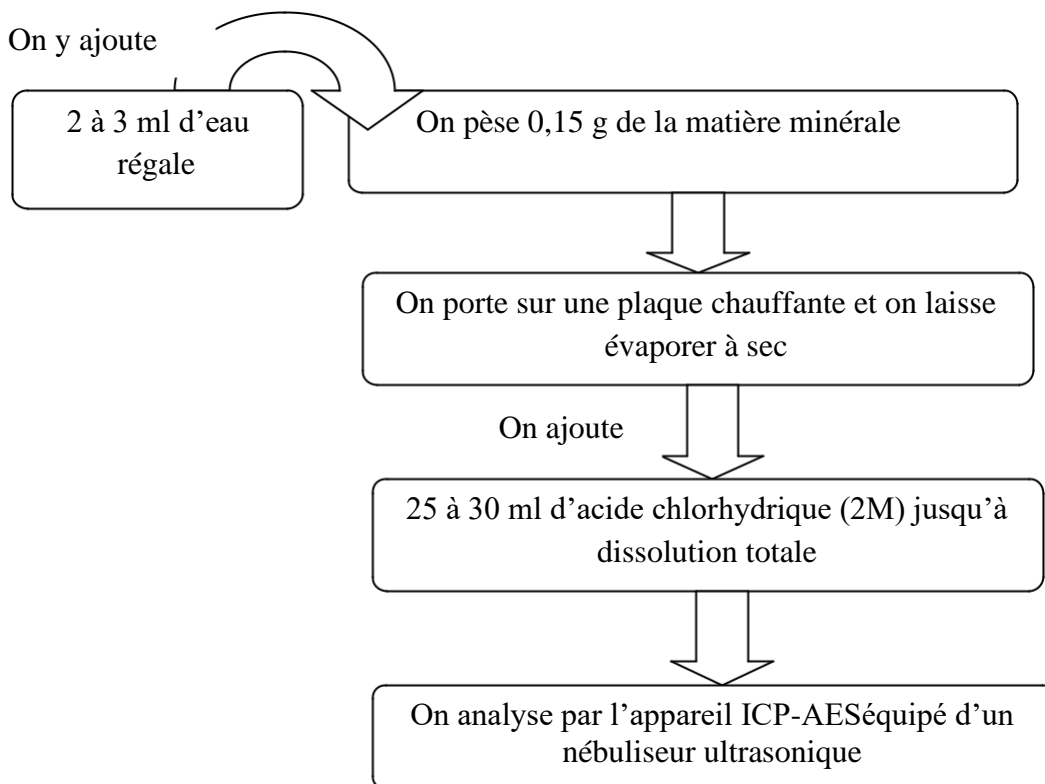 On y ajoute
2 à 3 ml d’eau
régale
On pèse 0,15 g de la matière minérale
On porte sur une plaque chauffante et on laisse
évaporer à sec
On ajoute
25 à 30 ml d’acide chlorhydrique (2M) jusqu’à
dissolution totale
On analyse par l’appareil ICP-AESéquipé d’un
nébuliseur ultrasonique